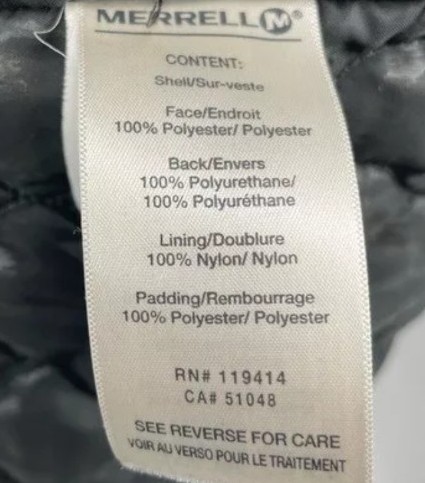 MERRELL M®
CONTENT:
Shell/Sur-veste
Face/Endroit
100% Polyester/ Polyester
Back/Envers
100% Polyurethane/
100% Polyuréthane
Lining/Doublure
100% Nylon/ Nylon
Padding/Rembourrage
100% Polyester/ Polyester
RN# 119414
CA# 51048
SEE REVERSE FOR CARE
VOIR AU VERSO POUR LE TRAITEMENT